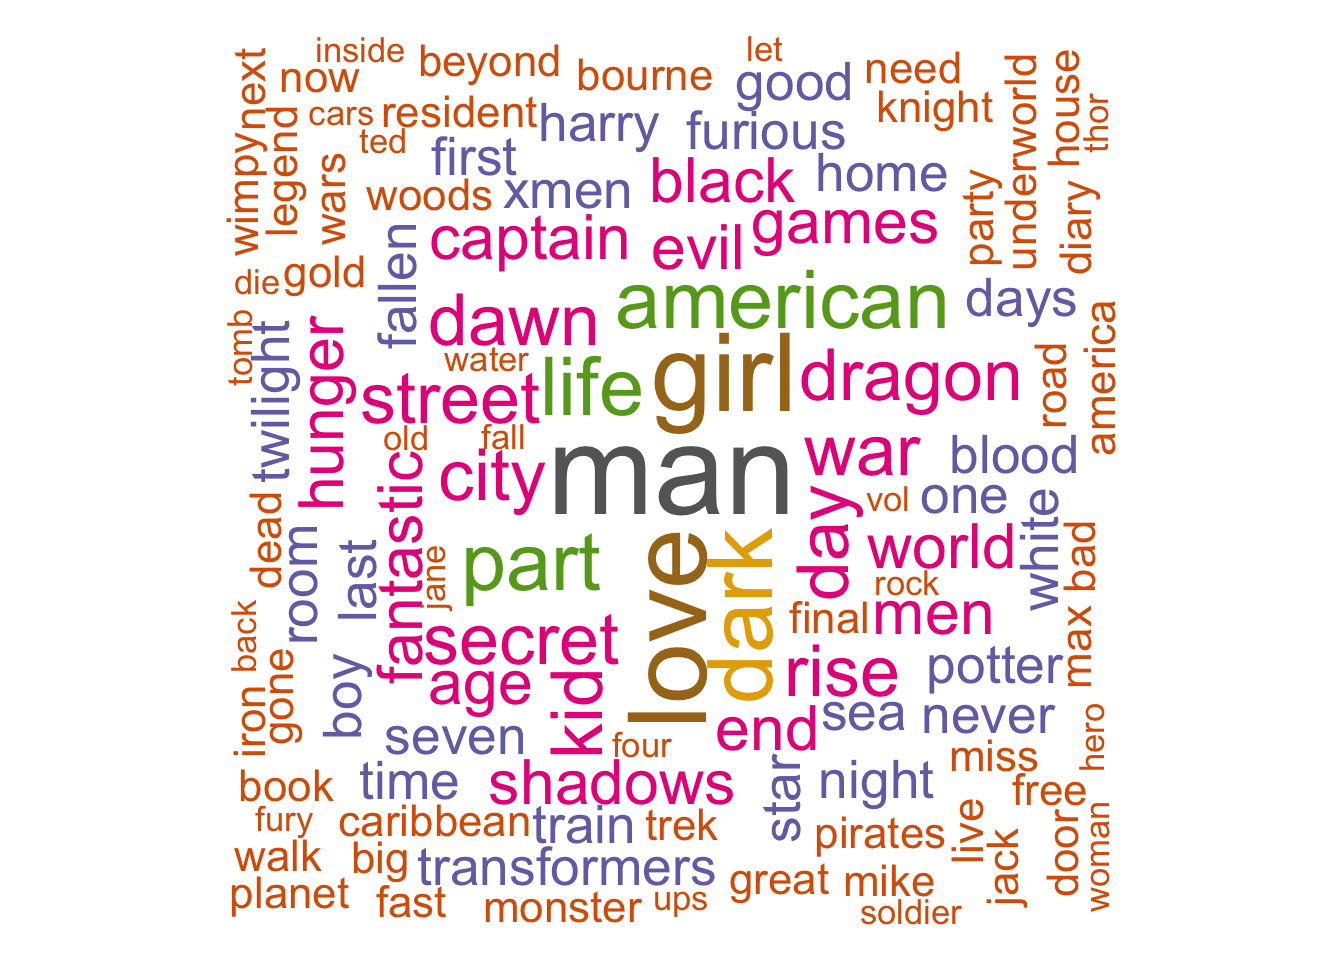 inside
let
now
beyond
bourne
good
need
next
wimpy
legend
cars
resident
harry
furious
knight
underworld
house
thor
ted
first
wars
woods
xmen
black
home
party
diary
captain
evil
games
die
gold
fallen
dawn
american
days
tomb
twilight
hunger
water
street
life
girl
dragon
road
america
old
fall
city
man
war
blood
fantastic
day
vol
one
white
dead
room
last
jane
part
love
dark
world
rock
bad
max
final
men
back
boy
secret
age
kid
rise
potter
iron
gone
seven
four
end
sea
never
hero
miss
book
time
shadows
star
night
free
fury
caribbean
train
trek
pirates
live
jack
door
woman
walk
big
transformers
great
mike
planet
fast
monster
ups
soldier